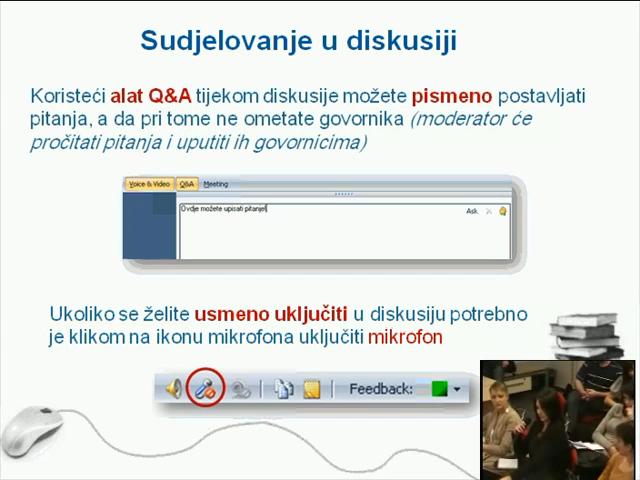 Sudjelovanje u diskusiji
Koristeći alat Q&A tijekom diskusije možete pismeno postavljati
pitanja, a da pri tome ne ometate govornika (moderator će
pročitati pitanja i uputiti ih govornicima)
Voice & Video Q&A Meeting
Ovdje možete upisati pitanje!
Ask
Ukoliko se želite usmeno uključiti u diskusiju potrebno
je klikom na ikonu mikrofona uključiti mikrofon
Feedback: